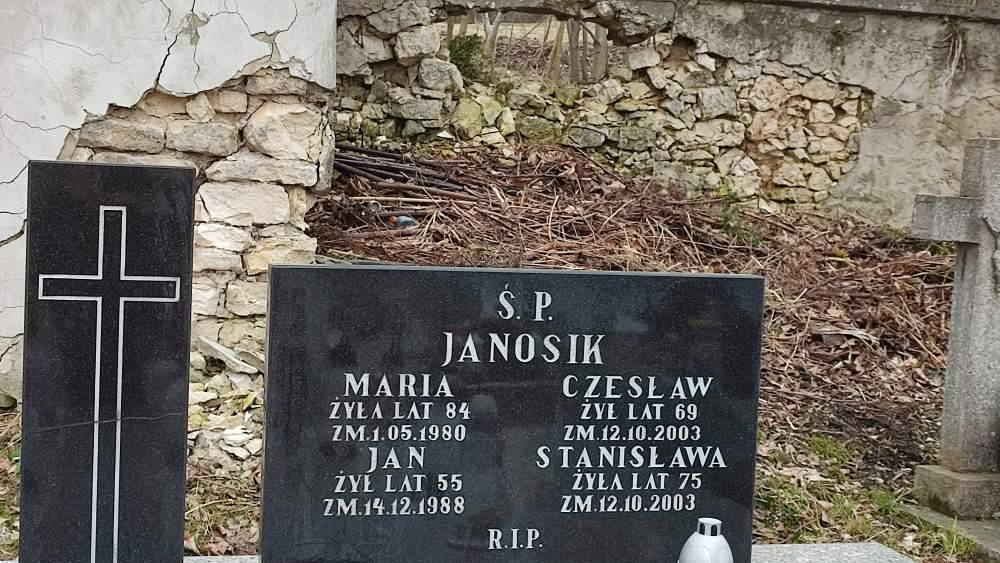 Ś. P.
JANOSIK
MARIA
ŻYŁA LAT 84
ZM.1.05.1980
JAN
ŻYŁ LAT 55
ZM.14.12.1988
CZESŁAW
ŻYŁ LAT 69
ZM.12.10.2003
STANISŁAWA
ŻYŁA LAT 75
ZM.12.10.2003
R.I.P.